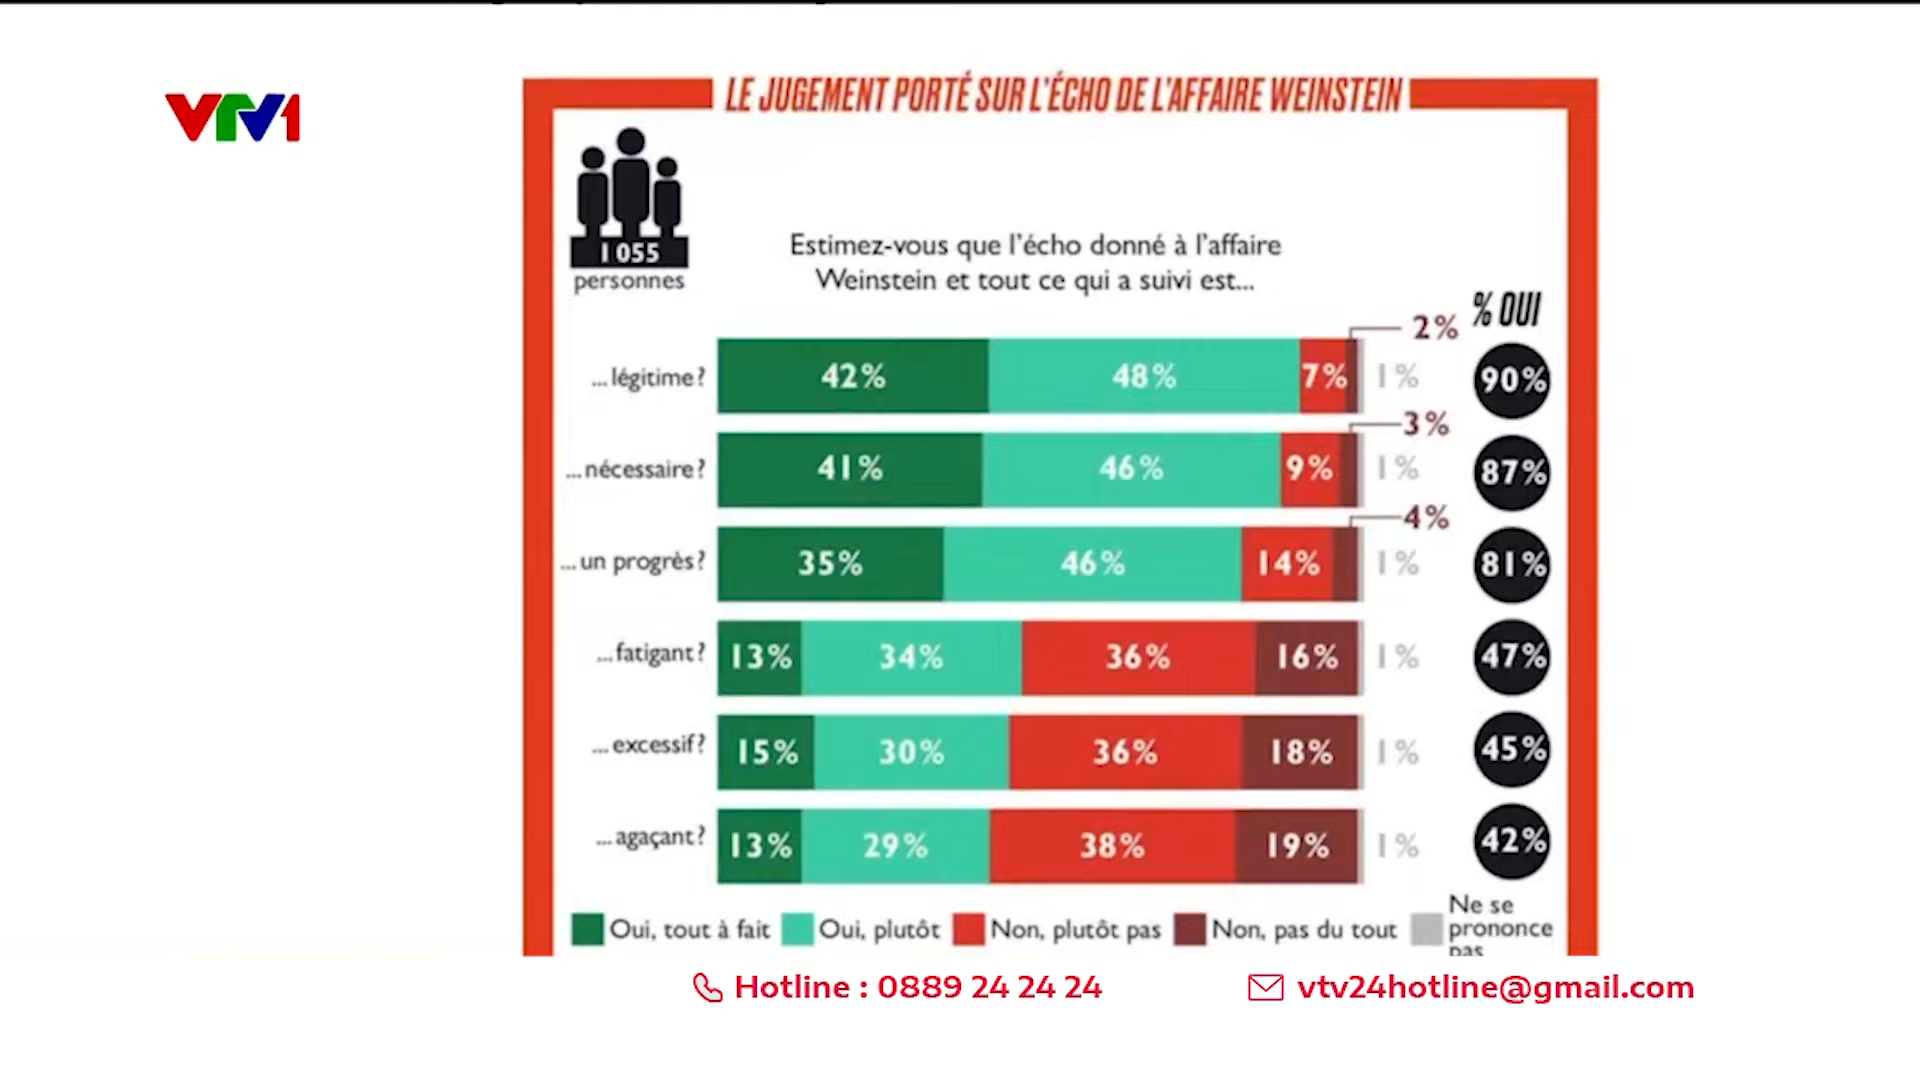 VTV1
LE JUGEMENT PORTÉ SUR L'ÉCHO DE L'AFFAIRE WEINSTEIN
1 055
personnes
Estimez-vous que l'écho donné à l'affaire
Weinstein et tout ce qui a suivi est...
% OUI
2%
...légitime? 42% 48% 7% 1% 90%
3%
...nécessaire? 41% 46% 9% 1% 87%
4%
...un progrès? 35% 46% 14% 1% 81%
...fatigant? 13% 34% 36% 16% 1% 47%
...excessif? 15% 30% 36% 18% 1% 45%
...agaçant? 13% 29% 38% 19% 1% 42%
Oui, tout à fait Oui, plutôt Non, plutôt pas Non, pas du tout Ne se
prononce
pas
Hotline : 0889 24 24 24 vtv24hotline@gmail.com